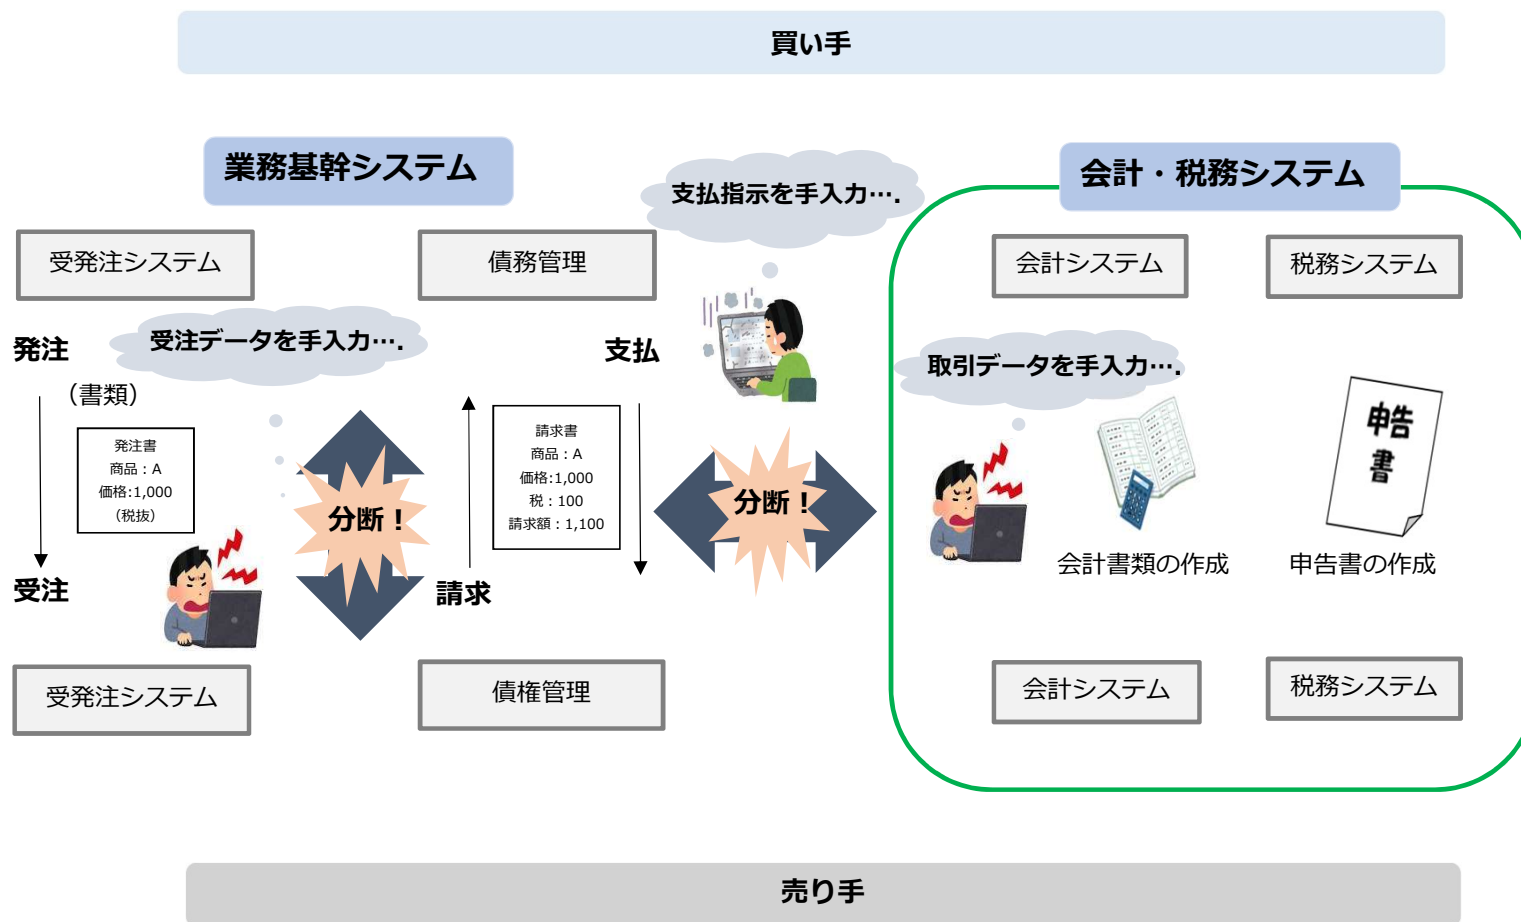 買い手
業務基幹システム
支払指示を手入力….
会計・税務システム
受発注システム
債務管理
会計システム
税務システム
発注
受注データを手入力….
支払
取引データを手入力….
（書類）
発注書
商品：A
価格:1,000
（税抜）
請求書
商品：A
価格:1,000
税：100
請求額：1,100
申告
書
分断！
分断！
会計書類の作成
申告書の作成
受注
請求
受発注システム
債権管理
会計システム
税務システム
売り手